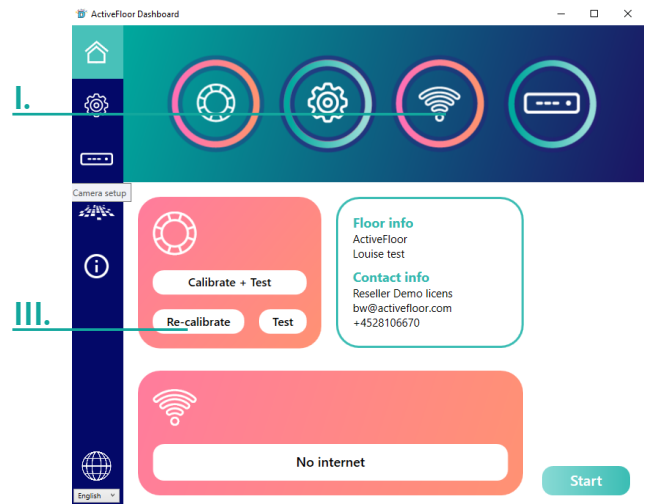 ActiveFloor Dashboard
I.
Camera setup
Floor info
ActiveFloor
Louise test
Contact info
Reseller Demo licens
bw@activefloor.com
+4528106670
Calibrate + Test
III.
Re-calibrate
Test
No internet
Start
English